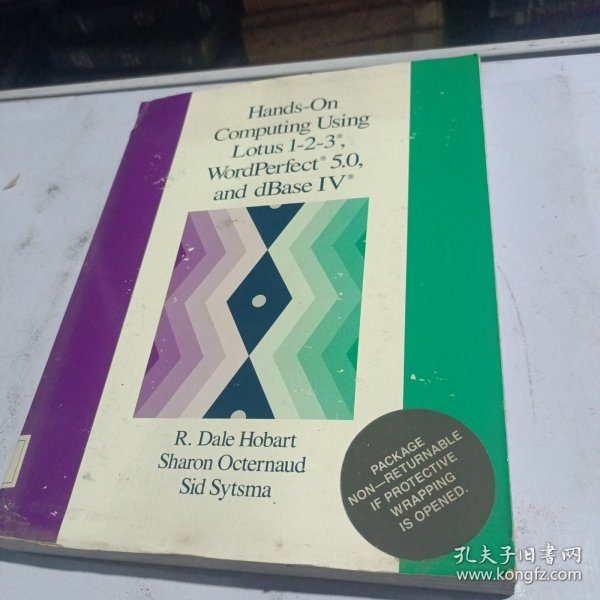 Hands-On
Computing Using
Lotus 1-2-3®,
WordPerfect® 5.0,
and dBase IV®
R. Dale Hobart
Sharon Octernaud
Sid Sytsma
PACKAGE
NON—RETURNABLE
IF PROTECTIVE
WRAPPING
IS OPENED.
孔夫子旧书网
www.kongfz.com